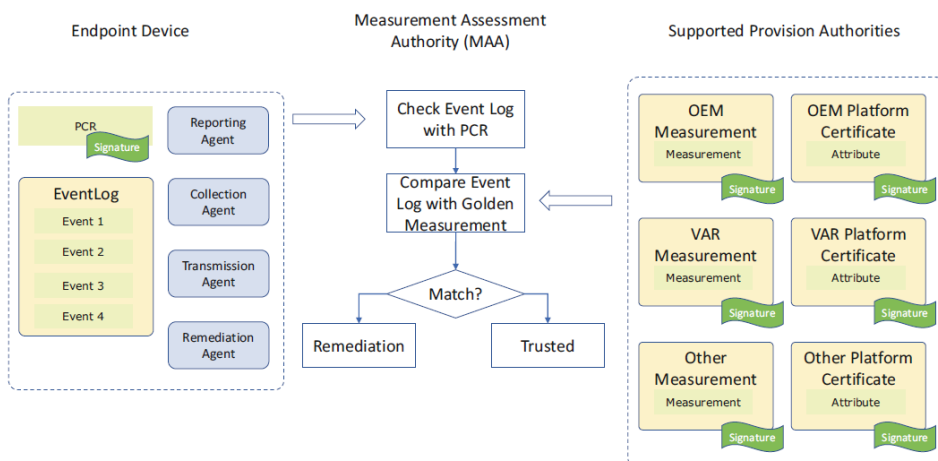 Endpoint Device
Measurement Assessment
Authority (MAA)
Supported Provision Authorities
PCR
Signature
EventLog
Event 1
Event 2
Event 3
Event 4
Reporting
Agent
Collection
Agent
Transmission
Agent
Remediation
Agent
Check Event Log
with PCR
Compare Event
Log with Golden
Measurement
Match?
Remediation
Trusted
OEM
Measurement
Measurement
Signature
OEM Platform
Certificate
Attribute
Signature
VAR
Measurement
Measurement
Signature
VAR Platform
Certificate
Attribute
Signature
Other
Measurement
Measurement
Signature
Other Platform
Certificate
Attribute
Signature